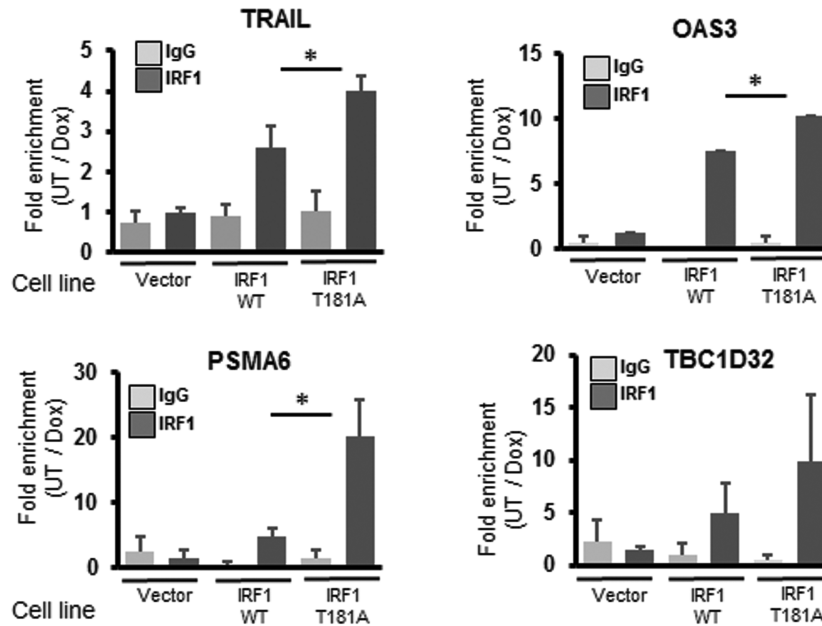 TRAIL
Fold enrichment
(UT / Dox)
5
4
3
2
1
0
IgG
IRF1
*
Cell line
Vector
IRF1
WT
IRF1
T181A
OAS3
Fold enrichment
(UT / Dox)
15
10
5
0
IgG
IRF1
*
Vector
IRF1
WT
IRF1
T181A
PSMA6
Fold enrichment
(UT / Dox)
30
20
10
0
IgG
IRF1
*
Cell line
Vector
IRF1
WT
IRF1
T181A
TBC1D32
Fold enrichment
(UT / Dox)
20
15
10
5
0
IgG
IRF1
Vector
IRF1
WT
IRF1
T181A